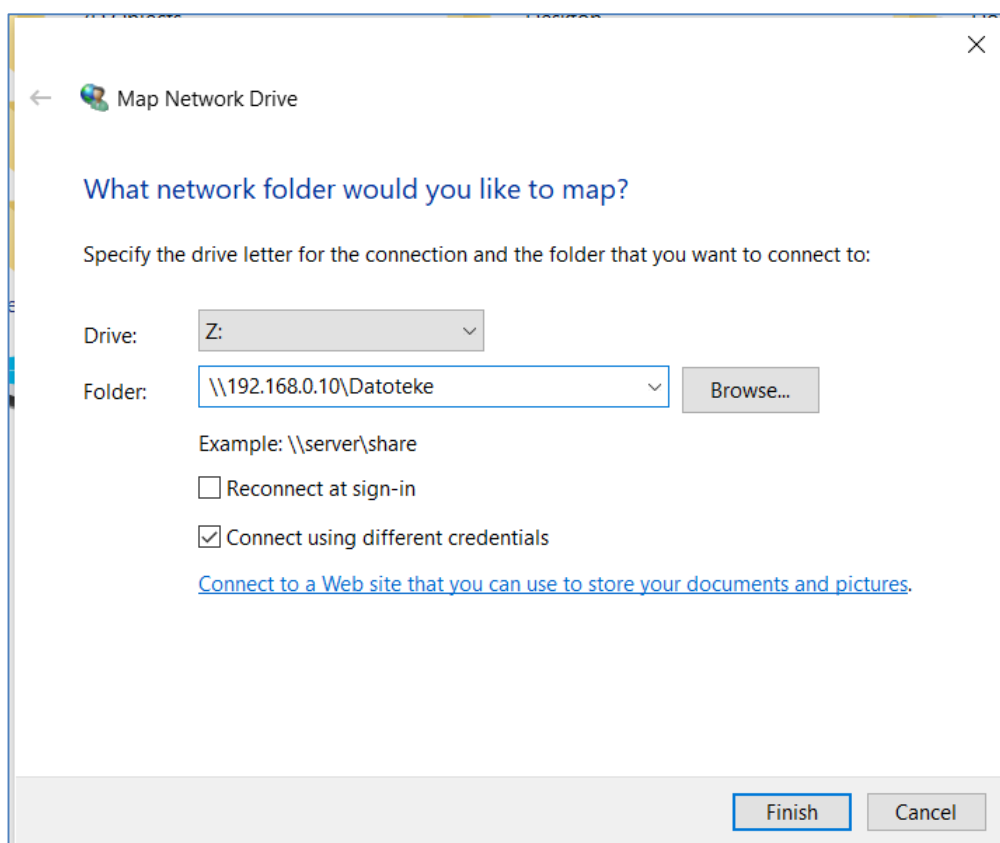 Map Network Drive
What network folder would you like to map?
Specify the drive letter for the connection and the folder that you want to connect to:
Drive: Z:
Folder: \\192.168.0.10\Datoteke Browse...
Example: \\server\share
Reconnect at sign-in
Connect using different credentials
Connect to a Web site that you can use to store your documents and pictures.
Finish Cancel